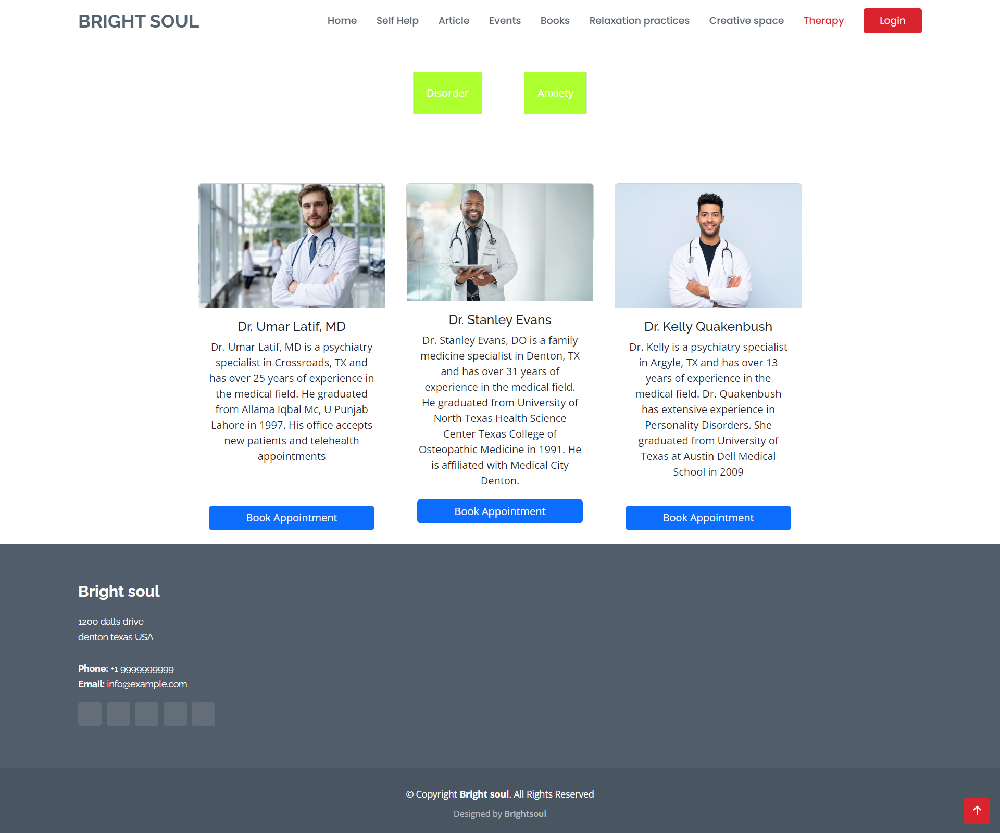 BRIGHT SOUL
Home
Self Help
Article
Events
Books
Relaxation practices
Creative space
Therapy
Login
Disorder
Anxiety
Dr. Umar Latif, MD
Dr. Umar Latif, MD is a psychiatry
specialist in Crossroads, TX and
has over 25 years of experience in
the medical field. He graduated
from Allama Iqbal Mc, U Punjab
Lahore in 1997. His office accepts
new patients and telehealth
appointments
Book Appointment
Dr. Stanley Evans
Dr. Stanley Evans, DO is a family
medicine specialist in Denton, TX
and has over 31 years of
experience in the medical field.
He graduated from University of
North Texas Health Science
Center Texas College of
Osteopathic Medicine in 1991. He
is affiliated with Medical City
Denton.
Book Appointment
Dr. Kelly Quakenbush
Dr. Kelly is a psychiatry specialist
in Argyle, TX and has over 13
years of experience in the
medical field. Dr. Quakenbush
has extensive experience in
Personality Disorders. She
graduated from University of
Texas at Austin Dell Medical
School in 2009
Book Appointment
Bright soul
1200 dalls drive
denton texas USA
Phone: +1 9999999999
Email: info@example.com
© Copyright Bright soul. All Rights Reserved
Designed by Brightsoul